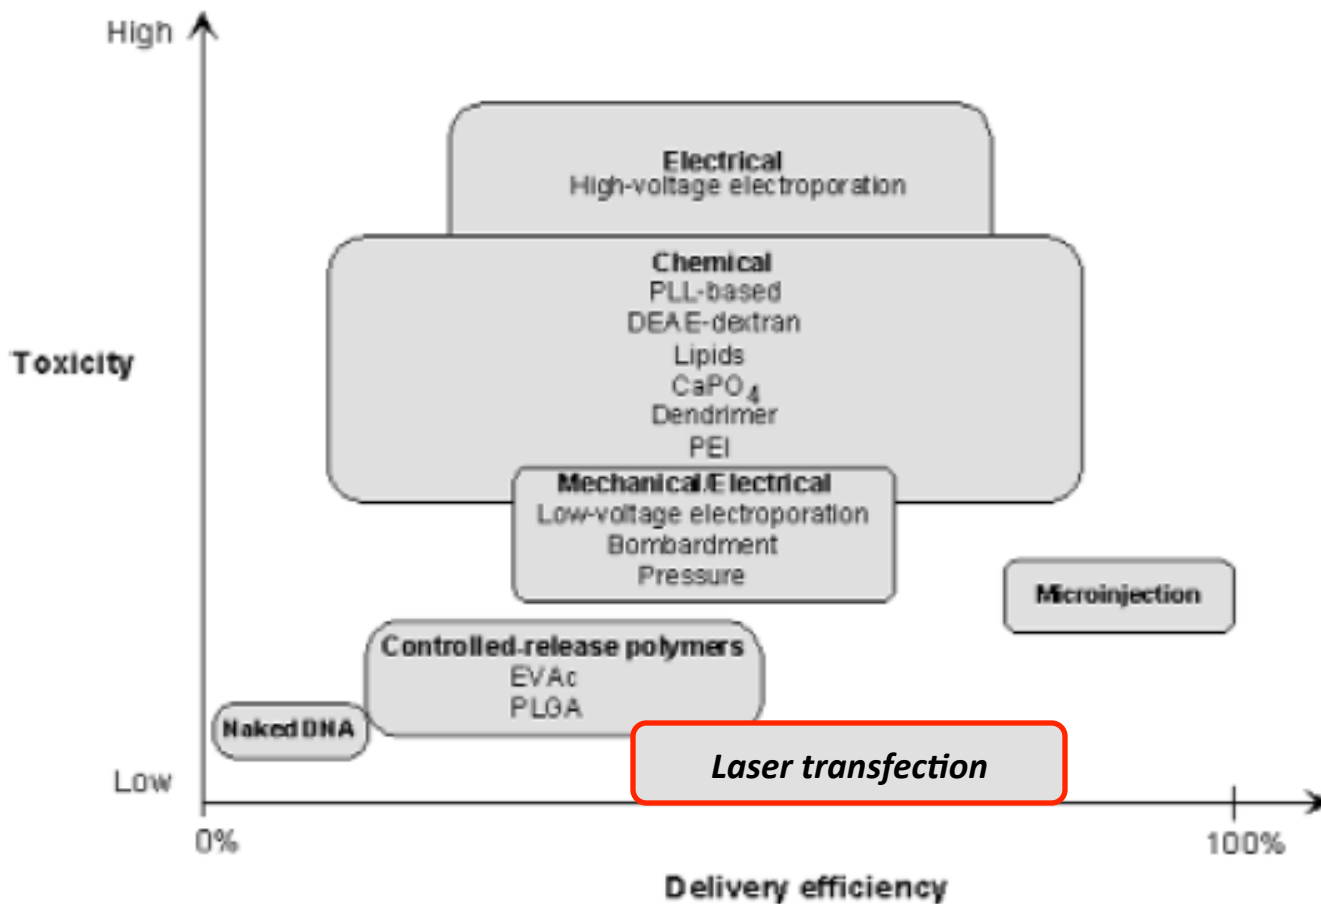 High
Electrical
High-voltage electroporation
Chemical
PLL-based
DEAE-dextran
Lipids
CaPO4
Dendrimer
PEI
Toxicity
Mechanical/Electrical
Low-voltage electroporation
Bombardment
Pressure
Microinjection
Controlled-release polymers
EVAc
PLGA
Naked DNA
Laser transfection
Low
0%
100%
Delivery efficiency